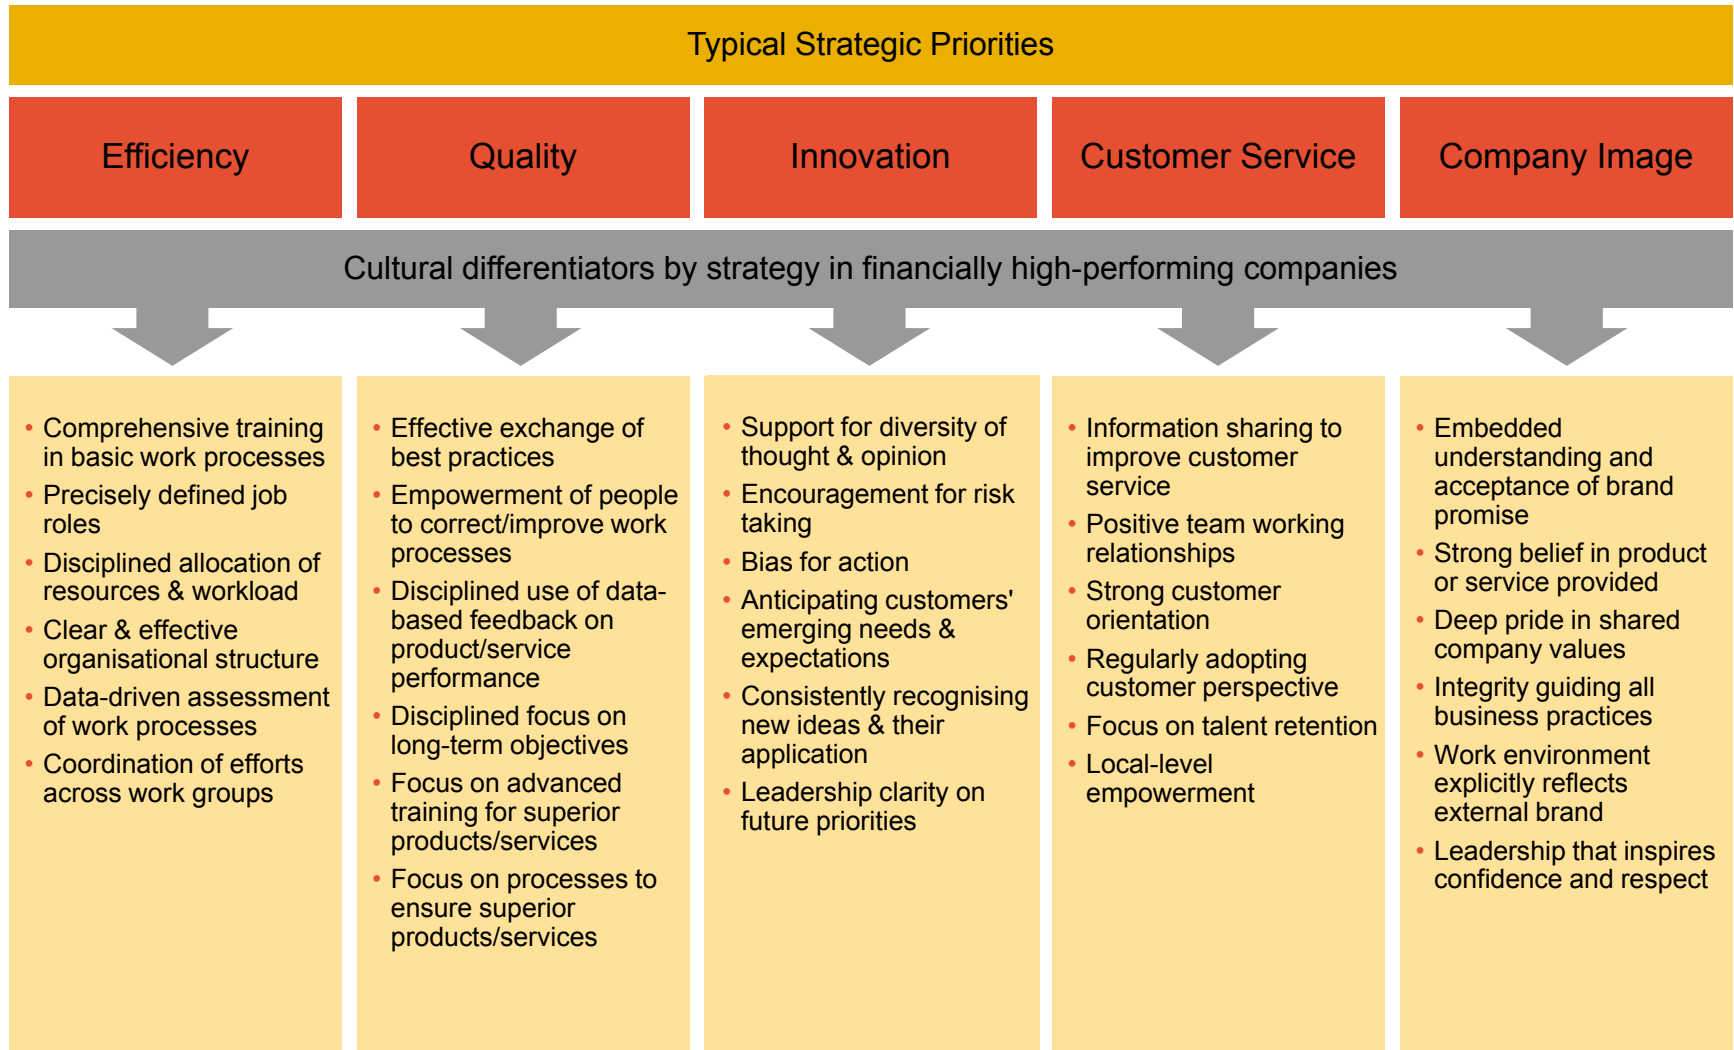 Typical Strategic Priorities
Efficiency
Quality
Innovation
Customer Service
Company Image
Cultural differentiators by strategy in financially high-performing companies
• Comprehensive training
in basic work processes
• Precisely defined job
roles
• Disciplined allocation of
resources & workload
• Clear & effective
organisational structure
• Data-driven assessment
of work processes
• Coordination of efforts
across work groups
• Effective exchange of
best practices
• Empowerment of people
to correct/improve work
processes
• Disciplined use of data-
based feedback on
product/service
performance
• Disciplined focus on
long-term objectives
• Focus on advanced
training for superior
products/services
• Focus on processes to
ensure superior
products/services
• Support for diversity of
thought & opinion
• Encouragement for risk
taking
• Bias for action
• Anticipating customers'
emerging needs &
expectations
• Consistently recognising
new ideas & their
application
• Leadership clarity on
future priorities
• Information sharing to
improve customer
service
• Positive team working
relationships
• Strong customer
orientation
• Regularly adopting
customer perspective
• Focus on talent retention
• Local-level
empowerment
• Embedded
understanding and
acceptance of brand
promise
• Strong belief in product
or service provided
• Deep pride in shared
company values
• Integrity guiding all
business practices
• Work environment
explicitly reflects
external brand
• Leadership that inspires
confidence and respect